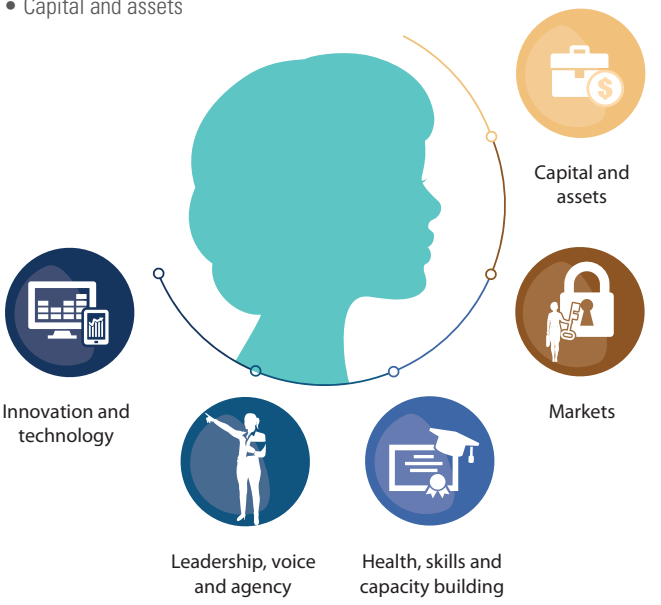 • Capital and assets
$
Capital and
assets
Markets
Innovation and
technology
Leadership, voice
and agency
Health, skills and
capacity building